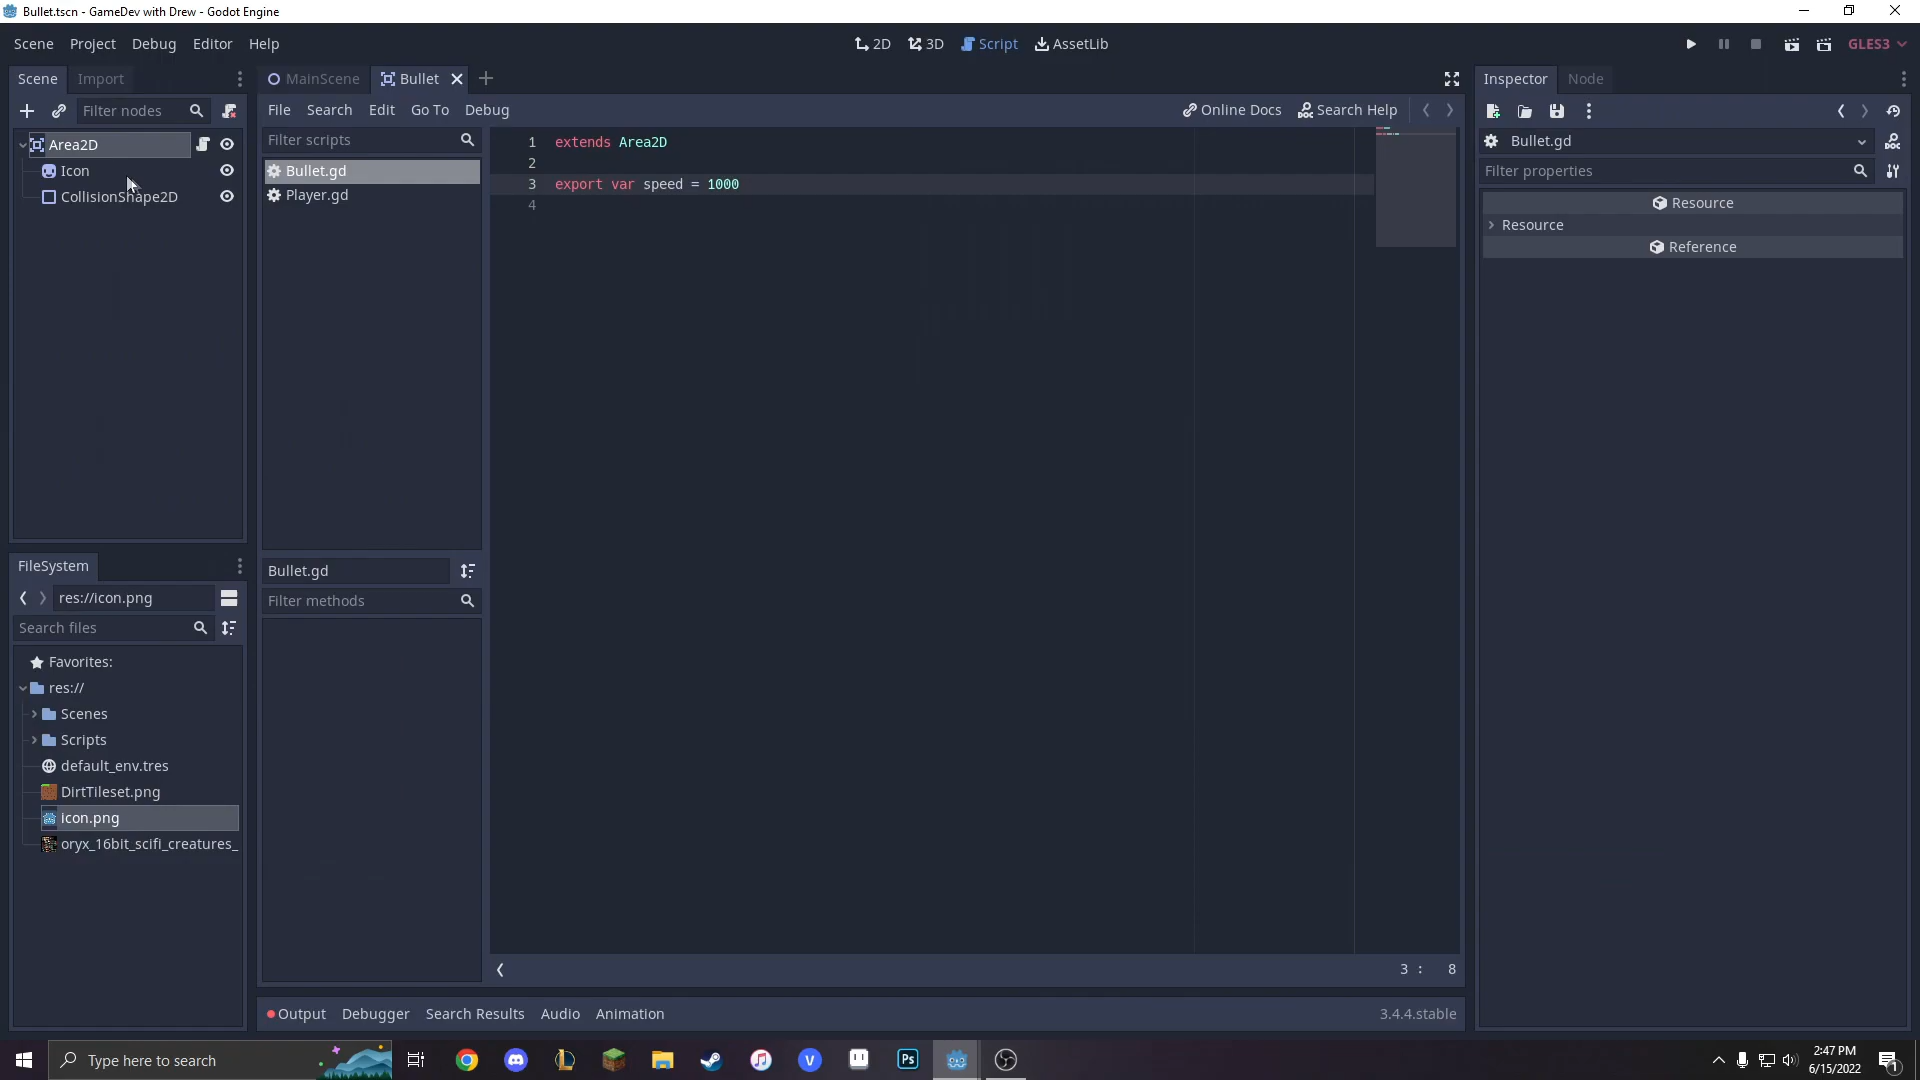 Bullet.tscn - GameDev with Drew - Godot Engine
Scene Project Debug Editor Help
2D 3D Script AssetLib
GLES3
Scene Import
MainScene Bullet
Inspector Node
Filter nodes
File Search Edit Go To Debug
Online Docs Search Help
Area2D
Icon
CollisionShape2D
Filter scripts
Bullet.gd
Player.gd
1 extends Area2D
2
3 export var speed = 1000
4
Bullet.gd
Filter properties
Resource
Resource
Reference
FileSystem
res://icon.png
Search files
Favorites:
res://
Scenes
Scripts
default_env.tres
DirtTileset.png
icon.png
oryx_16bit_scifi_creatures_
Bullet.gd
Filter methods
3 : 8
Output Debugger Search Results Audio Animation
3.4.4.stable
Type here to search
V
Ps
2:47 PM
6/15/2022
1